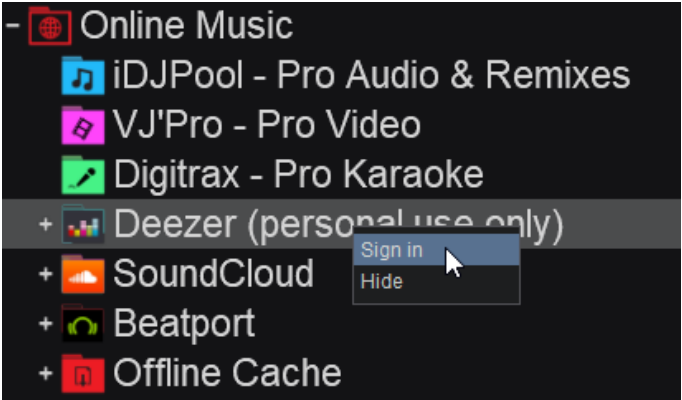 Online Music
iDJPool - Pro Audio & Remixes
VJ'Pro - Pro Video
Digitrax - Pro Karaoke
Deezer (personal use only)
Sign in
Hide
SoundCloud
Beatport
Offline Cache